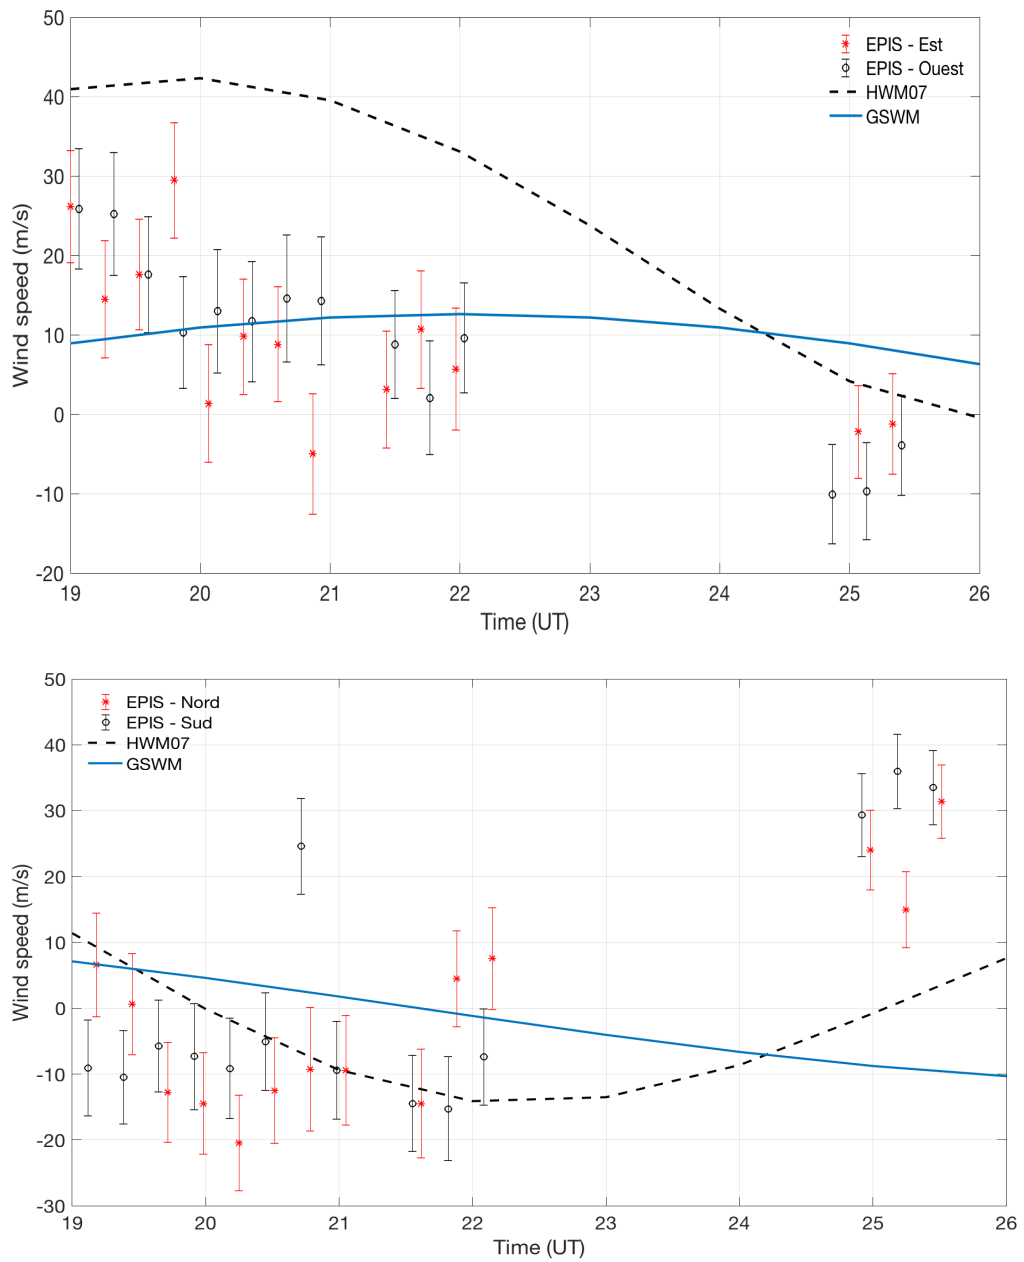 50
40
30
20
10
0
-10
-20
Wind speed (m/s)
EPIS - Est
EPIS - Ouest
HWM07
GSWM
19 20 21 22 23 24 25 26
Time (UT)
50
40
30
20
10
0
-10
-20
-30
Wind speed (m/s)
EPIS - Nord
EPIS - Sud
HWM07
GSWM
19 20 21 22 23 24 25 26
Time (UT)